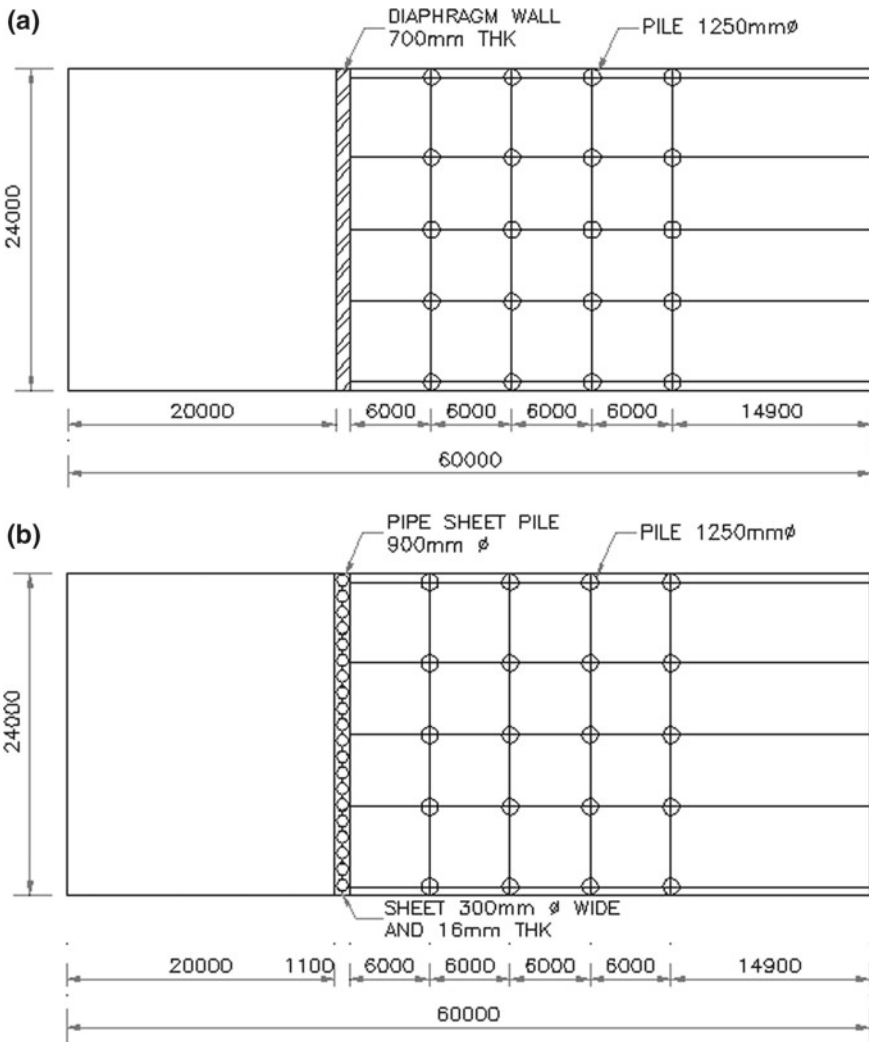 (a)
DIAPHRAGM WALL
700mm THK
PILE 1250mmø
24000
20000
6000
6000
6000
6000
14900
60000
(b)
PIPE SHEET PILE
900mm ø
PILE 1250mmø
24000
SHEET 300mm ø WIDE
AND 16mm THK
20000
1100
6000
6000
6000
6000
14900
60000